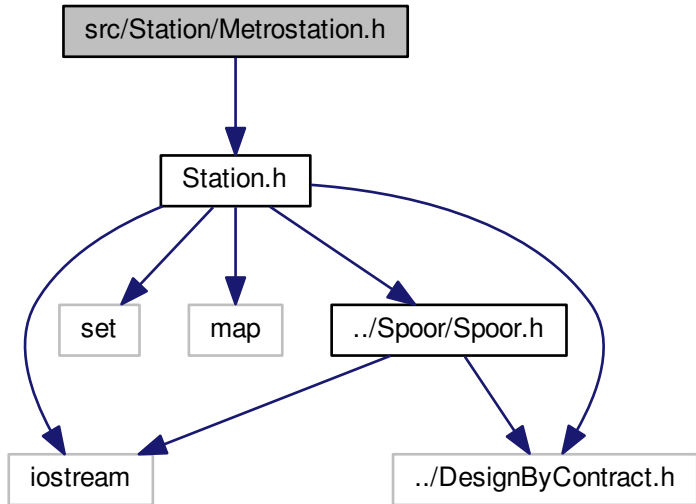 src/Station/Metrostation.h
Station.h
set
map
../Spoor/Spoor.h
iostream
../DesignByContract.h